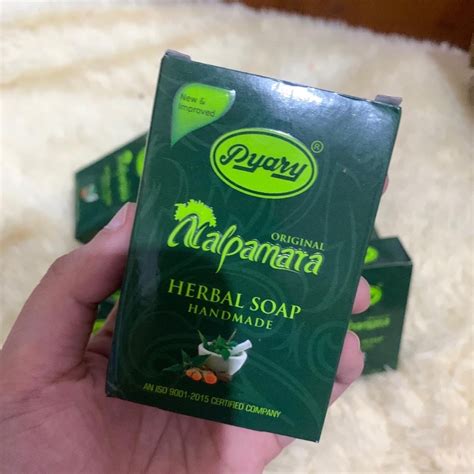 New &
Improved
Pyary®
ORIGINAL
Nalpamara
HERBAL SOAP
HANDMADE
AN ISO 9001-2015 CERTIFIED COMPANY